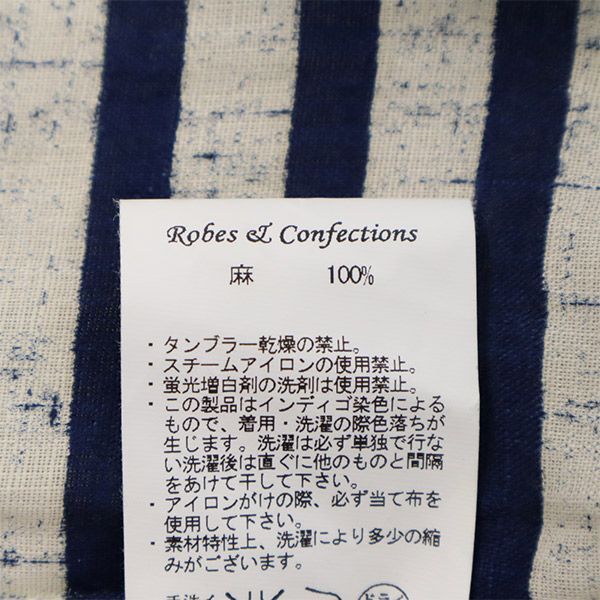 Robes & Confections
麻 100%
・タンブラー乾燥の禁止。
・スチームアイロンの使用禁止。
・蛍光増白剤の洗剤は使用禁止。
・この製品はインディゴ染色による
もので、着用・洗濯の際色落ちが
生じます。洗濯は必ず単独で行な
い洗濯後は直ぐに他のものと間隔
をあけて干して下さい。
・アイロンがけの際、必ず当て布を
使用して下さい。
・素材特性上、洗濯により多少の縮
みがございます。
ドライ